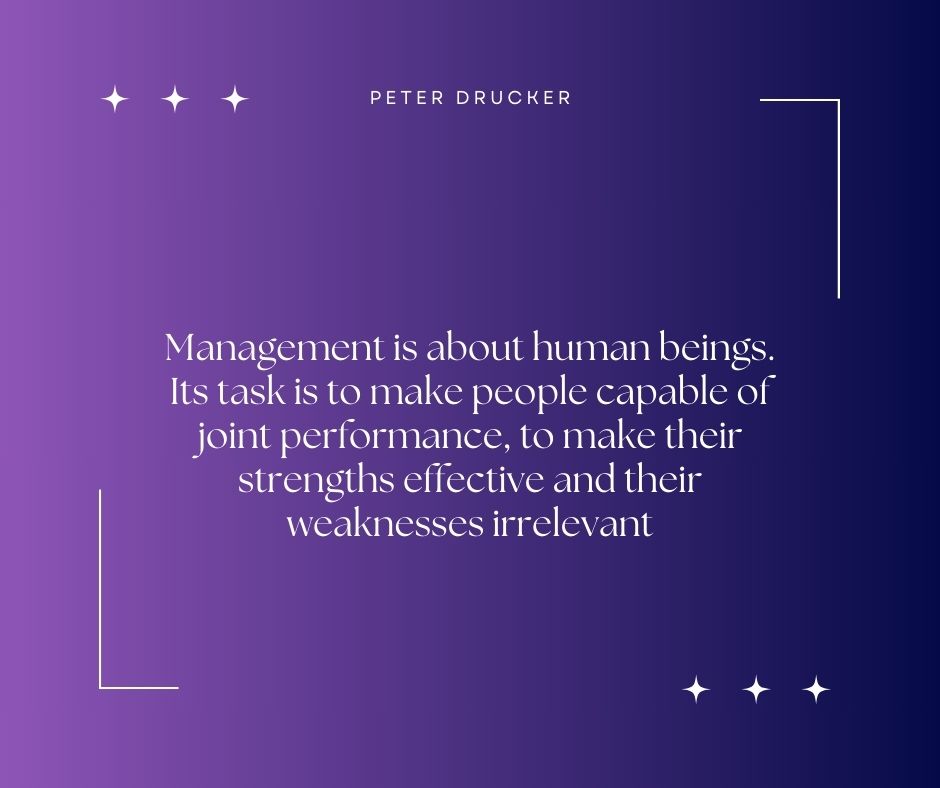 PETER DRUCKER
Management is about human beings.
Its task is to make people capable of
joint performance, to make their
strengths effective and their
weaknesses irrelevant